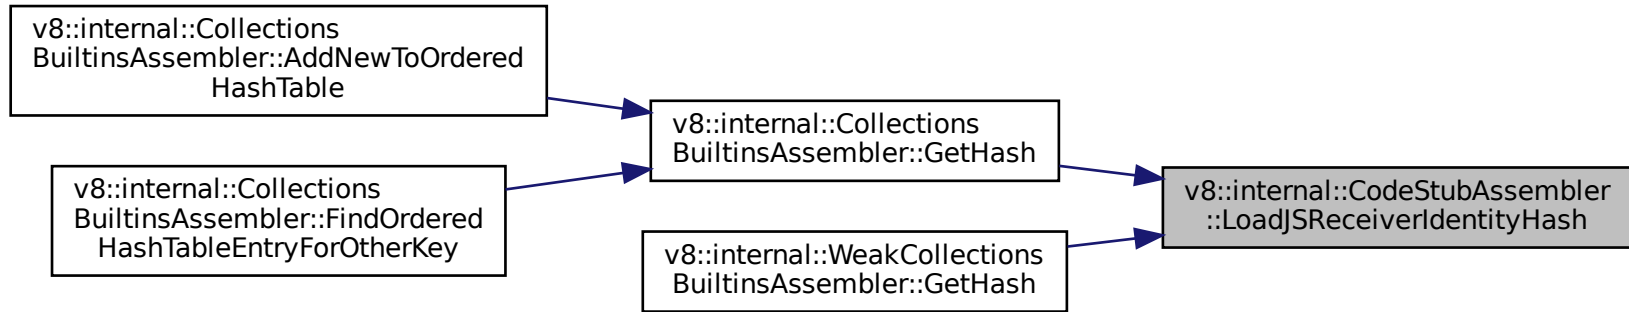 v8::internal::Collections
BuiltinsAssembler::AddNewToOrdered
HashTable
v8::internal::Collections
BuiltinsAssembler::FindOrdered
HashTableEntryForOtherKey
v8::internal::Collections
BuiltinsAssembler::GetHash
v8::internal::WeakCollections
BuiltinsAssembler::GetHash
v8::internal::CodeStubAssembler
::LoadJSReceiverIdentityHash